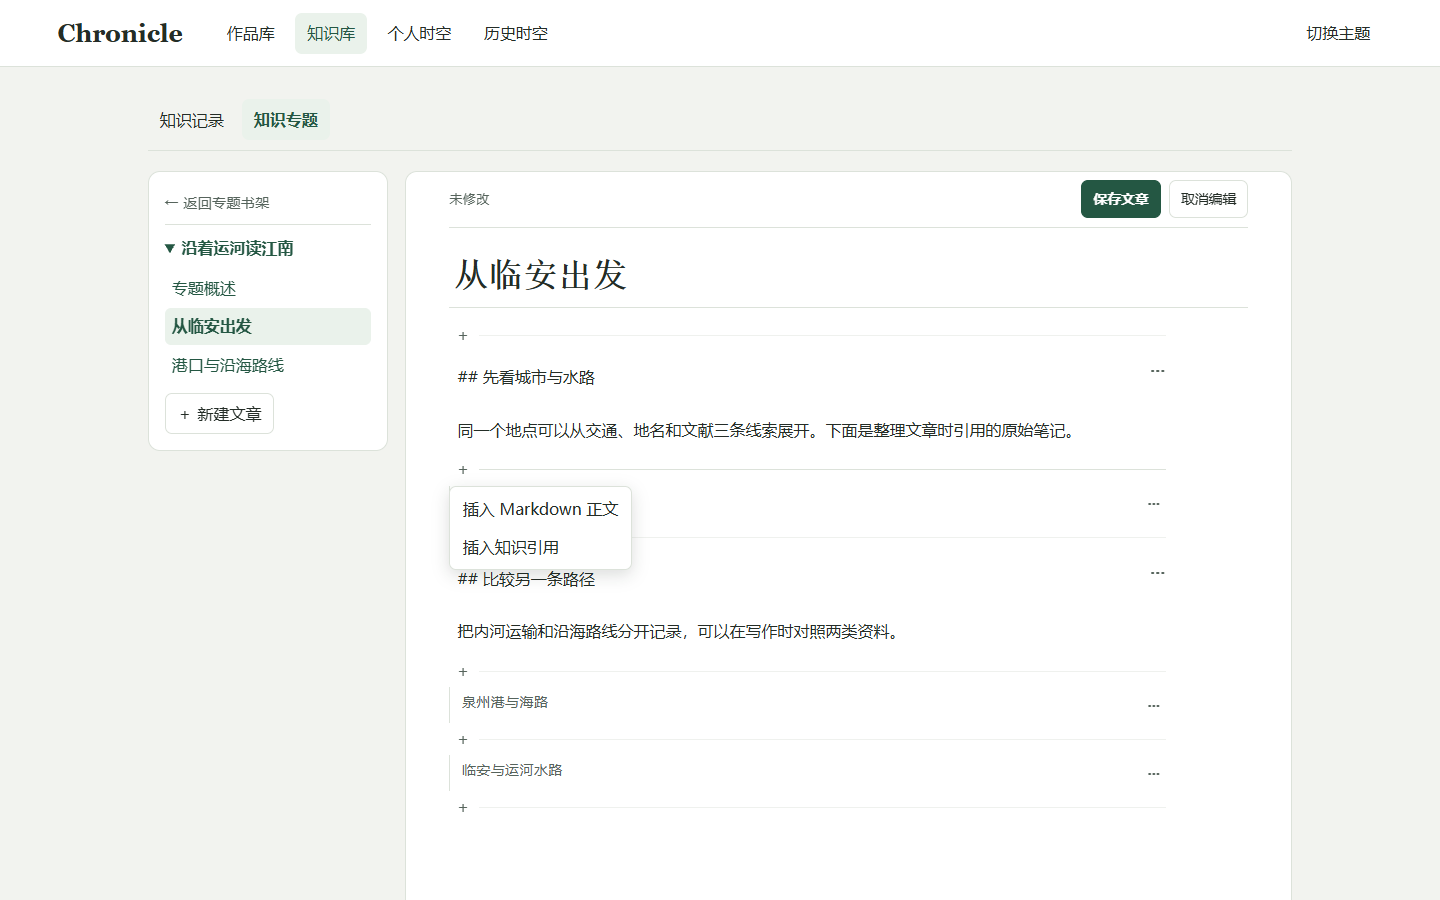 Chronicle
作品库
知识库
个人时空
历史时空
切换主题
知识记录
知识专题
← 返回专题书架
▼ 沿着运河读江南
专题概述
从临安出发
港口与沿海路线
+ 新建文章
未修改
保存文章
取消编辑
从临安出发
+
## 先看城市与水路
...
同一个地点可以从交通、地名和文献三条线索展开。下面是整理文章时引用的原始笔记。
+
插入 Markdown 正文
...
插入知识引用
## 比较另一条路径
...
把内河运输和沿海路线分开记录，可以在写作时对照两类资料。
+
泉州港与海路
...
+
临安与运河水路
...
+